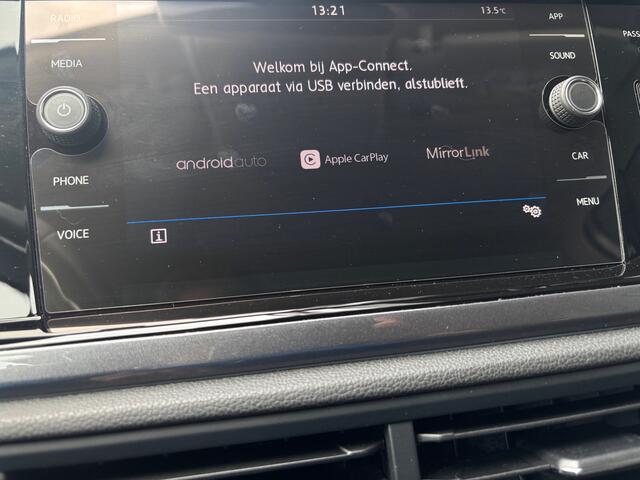 RADIO
13:21
13.5°C
APP
MEDIA
SOUND
PASS
Welkom bij App-Connect.
Een apparaat via USB verbinden, alstublieft.
androidauto
Apple CarPlay
MirrorLink
PHONE
CAR
VOICE
MENU
i